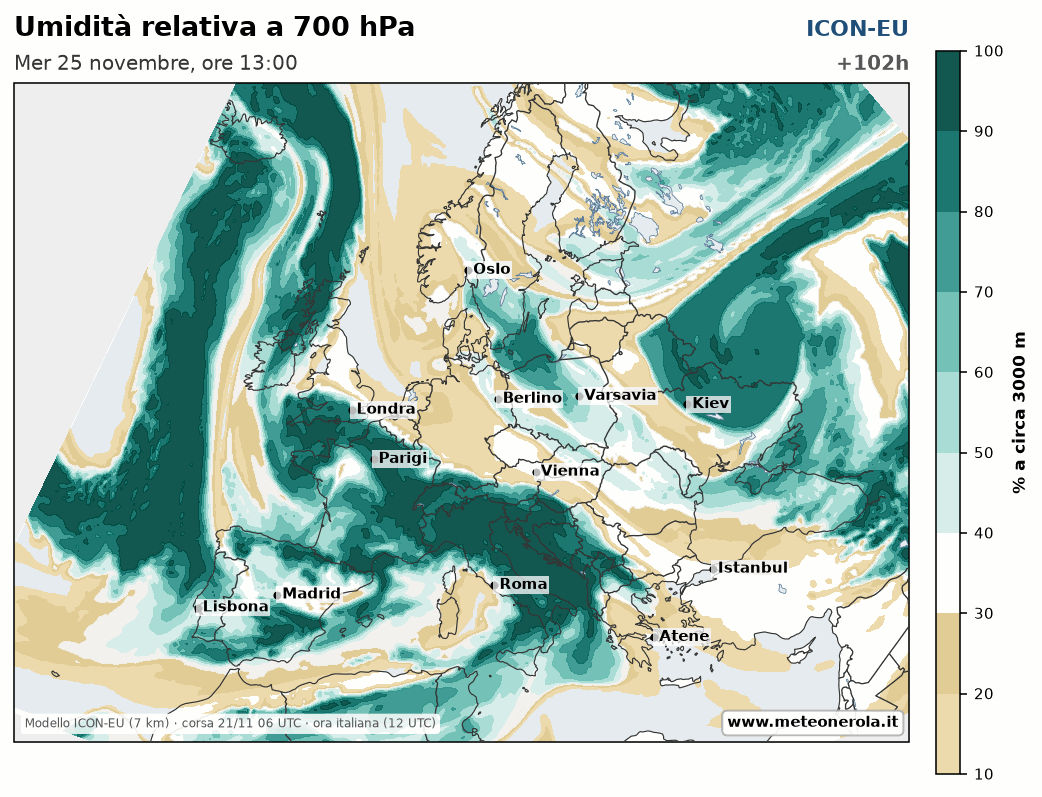 Umidità relativa a 700 hPa
ICON-EU
Mer 25 novembre, ore 13:00
+102h
100
90
80
70
60
50
40
30
20
10
% a circa 3000 m
Oslo
Berlino
Varsavia
Kiev
Londra
Parigi
Vienna
Istanbul
Roma
Madrid
Lisbona
Atene
Modello ICON-EU (7 km) · corsa 21/11 06 UTC · ora italiana (12 UTC)
www.meteonerola.it